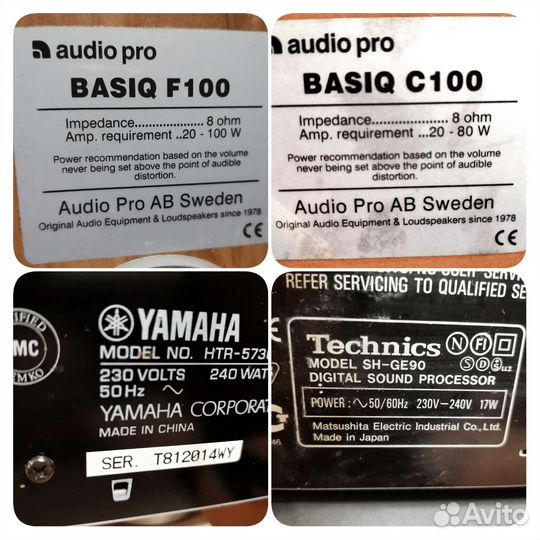 audio pro
BASIQ F100
Impedance.................... 8 ohm
Amp. requirement ..20 - 100 W
Power recommendation based on the volume
never being set above the point of audible
distortion.
Audio Pro AB Sweden
Original Audio Equipment & Loudspeakers since 1978
CE
audio pro
BASIQ C100
Impedance.................... 8 ohm
Amp. requirement ...20 - 80 W
Power recommendation based on the volume
never being set above the point of audible
distortion.
Audio Pro AB Sweden
Original Audio Equipment & Loudspeakers since 1978
CE
MC
YAMAHA
MODEL NO. HTR-573
230 VOLTS 240 WAT
50Hz ~
YAMAHA CORPORAT
MADE IN CHINA
SER. T812014WY
REFER SERVICING TO QUALIFIED SE
Technics N FI
MODEL SH-GE90 S D
DIGITAL SOUND PROCESSOR
POWER: ~ 50/60Hz 230V-240V 17W
Matsushita Electric Industrial Co., Ltd.
Made in Japan
46
Avito